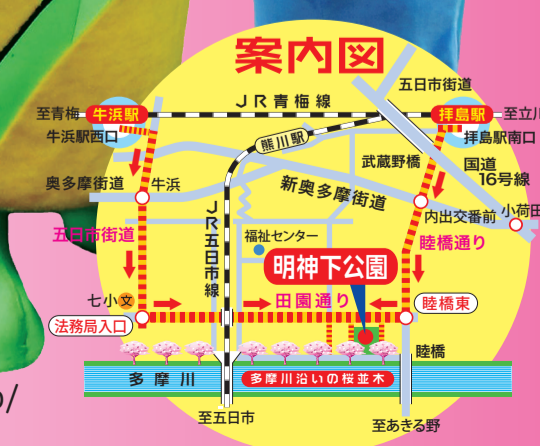 案内図
五日市街道
JR青梅線
至青梅
牛浜駅
拝島駅
至立川
牛浜駅西口
熊川駅
拝島駅南口
武蔵野橋
国道
16号線
奥多摩街道
牛浜
新奥多摩街道
内出交番前
小荷田
五日市街道
JR五日市線
福祉センター
睦橋通り
明神下公園
七小
文
田園通り
睦橋東
法務局入口
睦橋
多摩川
多摩川沿いの桜並木
至五日市
至あきる野
/